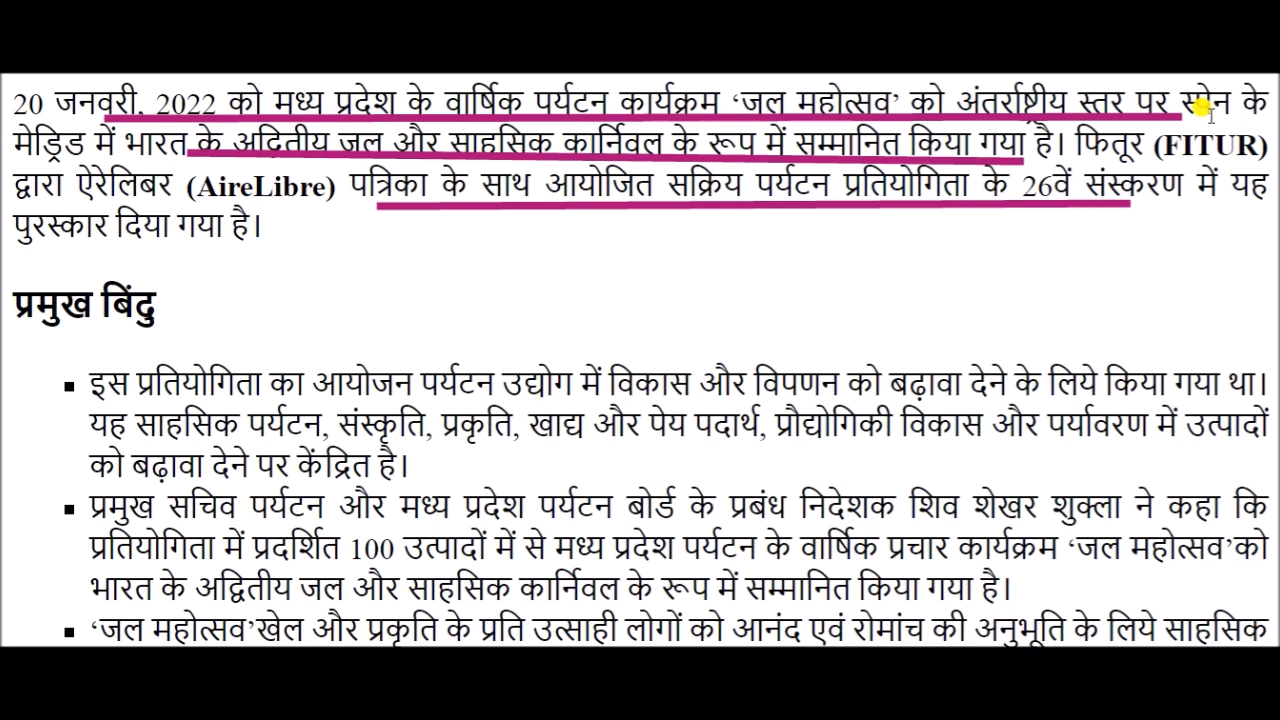 20 जनवरी, 2022 को मध्य प्रदेश के वार्षिक पर्यटन कार्यक्रम ‘जल महोत्सव’ को अंतर्राष्ट्रीय स्तर पर स्पेन के
मेड्रिड में भारत के अद्वितीय जल और साहसिक कार्निवल के रूप में सम्मानित किया गया है। फितूर (FITUR)
द्वारा ऐरेलिबर (AireLibre) पत्रिका के साथ आयोजित सक्रिय पर्यटन प्रतियोगिता के 26वें संस्करण में यह
पुरस्कार दिया गया है।
प्रमुख बिंदु
इस प्रतियोगिता का आयोजन पर्यटन उद्योग में विकास और विपणन को बढ़ावा देने के लिये किया गया था।
यह साहसिक पर्यटन, संस्कृति, प्रकृति, खाद्य और पेय पदार्थ, प्रौद्योगिकी विकास और पर्यावरण में उत्पादों
को बढ़ावा देने पर केंद्रित है।
प्रमुख सचिव पर्यटन और मध्य प्रदेश पर्यटन बोर्ड के प्रबंध निदेशक शिव शेखर शुक्ला ने कहा कि
प्रतियोगिता में प्रदर्शित 100 उत्पादों में से मध्य प्रदेश पर्यटन के वार्षिक प्रचार कार्यक्रम ‘जल महोत्सव’को
भारत के अद्वितीय जल और साहसिक कार्निवल के रूप में सम्मानित किया गया है।
‘जल महोत्सव’खेल और प्रकृति के प्रति उत्साही लोगों को आनंद एवं रोमांच की अनुभूति के लिये साहसिक